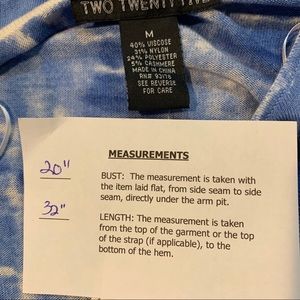 TWO TWENTY FIVE
M
40% VISCOSE
31% NYLON
24% POLYESTER
5% CASHMERE
MADE IN CHINA
RN# 93176
SEE REVERSE
FOR CARE
MEASUREMENTS
20"
BUST: The measurement is taken with
the item laid flat, from side seam to side
seam, directly under the arm pit.
32"
LENGTH: The measurement is taken
from the top of the garment or the top
of the strap (if applicable), to the
bottom of the hem.